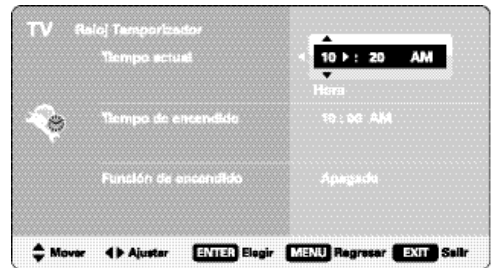 TV Reloj Temporizador
Tiempo actual 10 : 20 AM
Hora
Tiempo de encendido 10 : 00 AM
Función de encendido Apagado
Mover Ajustar ENTER Elegir MENU Regresar EXIT Salir